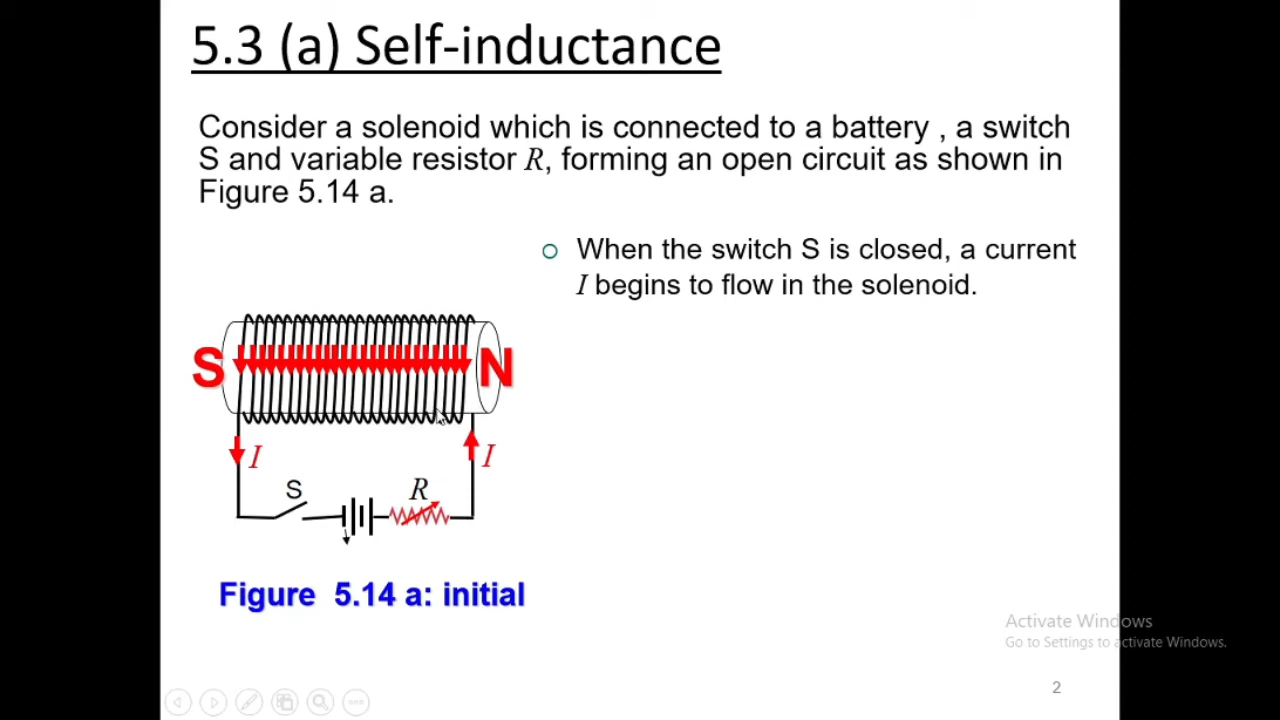 5.3 (a) Self-inductance
Consider a solenoid which is connected to a battery , a switch
S and variable resistor R, forming an open circuit as shown in
Figure 5.14 a.
When the switch S is closed, a current
I begins to flow in the solenoid.
S
N
I
I
S
R
Figure 5.14 a: initial
Activate Windows
Go to Settings to activate Windows.
2